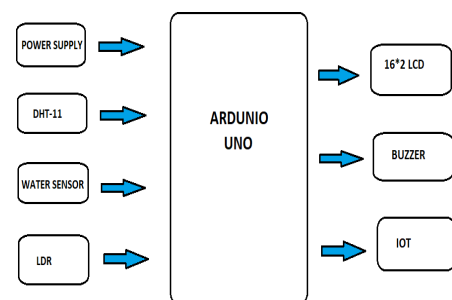 POWER SUPPLY
DHT-11
WATER SENSOR
LDR
ARDUNIO
UNO
16*2 LCD
BUZZER
IOT